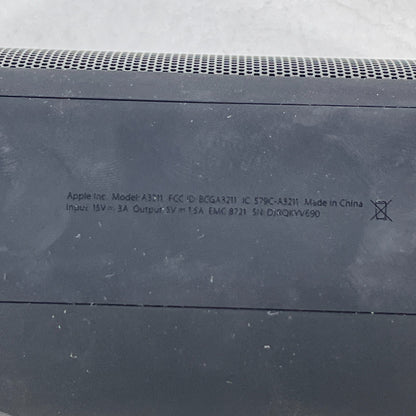 Apple Inc. Model: A3211 FCC ID: BCGA3211 IC: 579C-A3211 Made in China
Input: 15V⎓ 3A Output: 5V⎓ 1.5A EMC 8721 SN: